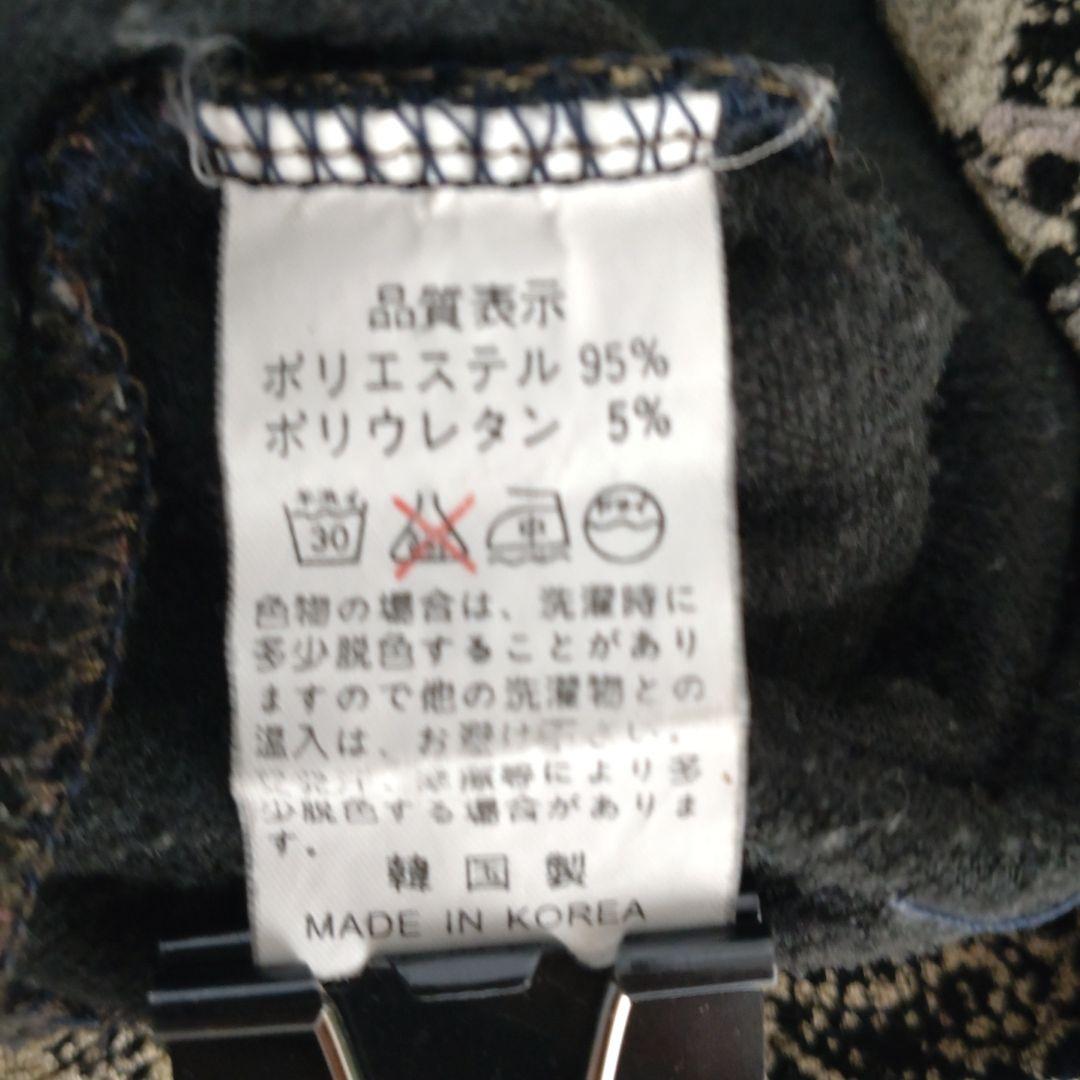 品質表示
ポリエステル 95%
ポリウレタン 5%
30 中
色物の場合は、洗濯時に
多少脱色することがあり
ますので他の洗濯物との
混入は、お避け下さい。
等により多
少脱色する場合がありま
す。
韓国製
MADE IN KOREA